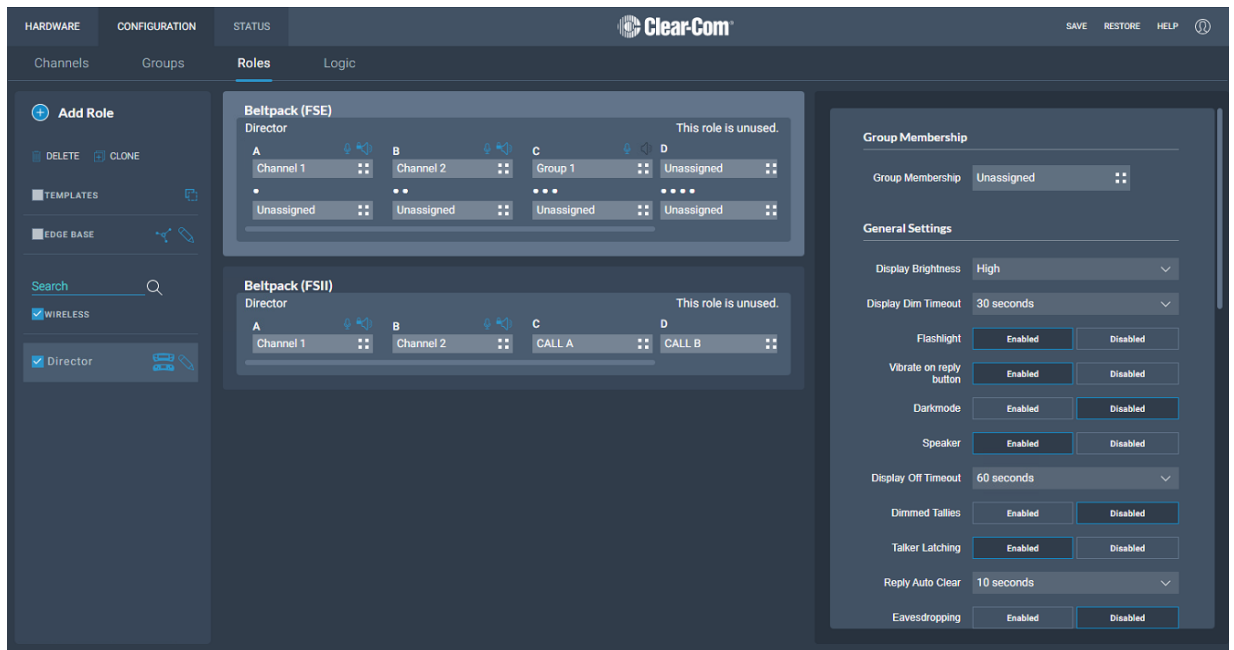 HARDWARE CONFIGURATION STATUS Clear-Com SAVE RESTORE HELP
Channels Groups Roles Logic
Add Role
DELETE CLONE
TEMPLATES
EDGE BASE
Search
WIRELESS
Director
Beltpack (FSE)
Director This role is unused.
A B C D
Channel 1 Channel 2 Group 1 Unassigned
Unassigned Unassigned Unassigned Unassigned
Beltpack (FSII)
Director This role is unused.
A B C D
Channel 1 Channel 2 CALL A CALL B
Group Membership
Group Membership Unassigned
General Settings
Display Brightness High
Display Dim Timeout 30 seconds
Flashlight Enabled Disabled
Vibrate on reply
button Enabled Disabled
Darkmode Enabled Disabled
Speaker Enabled Disabled
Display Off Timeout 60 seconds
Dimmed Tallies Enabled Disabled
Talker Latching Enabled Disabled
Reply Auto Clear 10 seconds
Eavesdropping Enabled Disabled